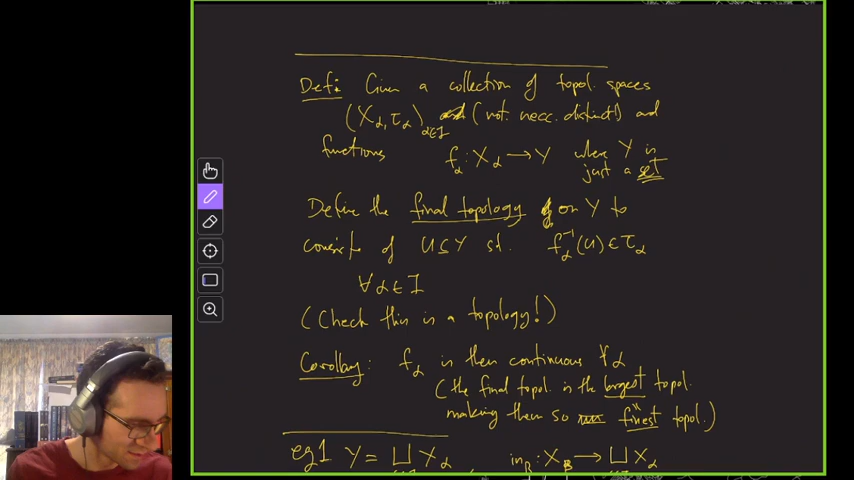 Def: Given a collection of topol. spaces
(X_α, τ_α)_{α∈I} (not. necc. distinct) and
functions f_α : X_α → Y where Y is
just a set
Define the final topology on Y to
consist of U ⊆ Y st. f_α^{-1}(U) ∈ τ_α
∀α∈I
(Check this is a topology!)
Corollary: f_α is then continuous ∀α
(the final topol. is the largest topol.
making them so finest topol.)
eg1 Y = ⊔ X_α in_β : X_β → ⊔ X_α